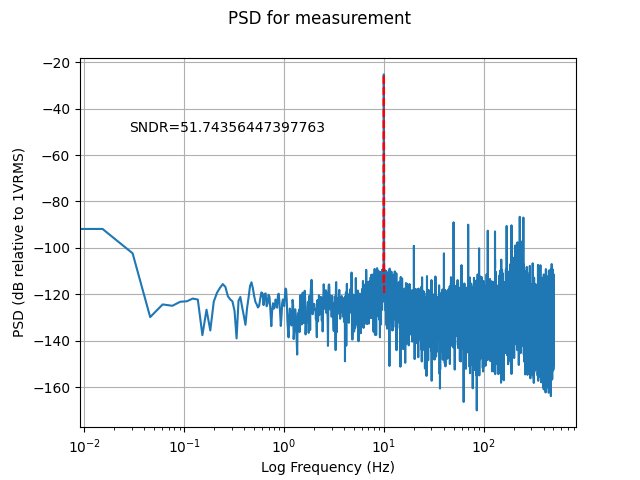 PSD for measurement
−20
−40
−60
−80
−100
−120
−140
−160
PSD (dB relative to 1VRMS)
SNDR=51.74356447397763
10⁻² 10⁻¹ 10⁰ 10¹ 10²
Log Frequency (Hz)